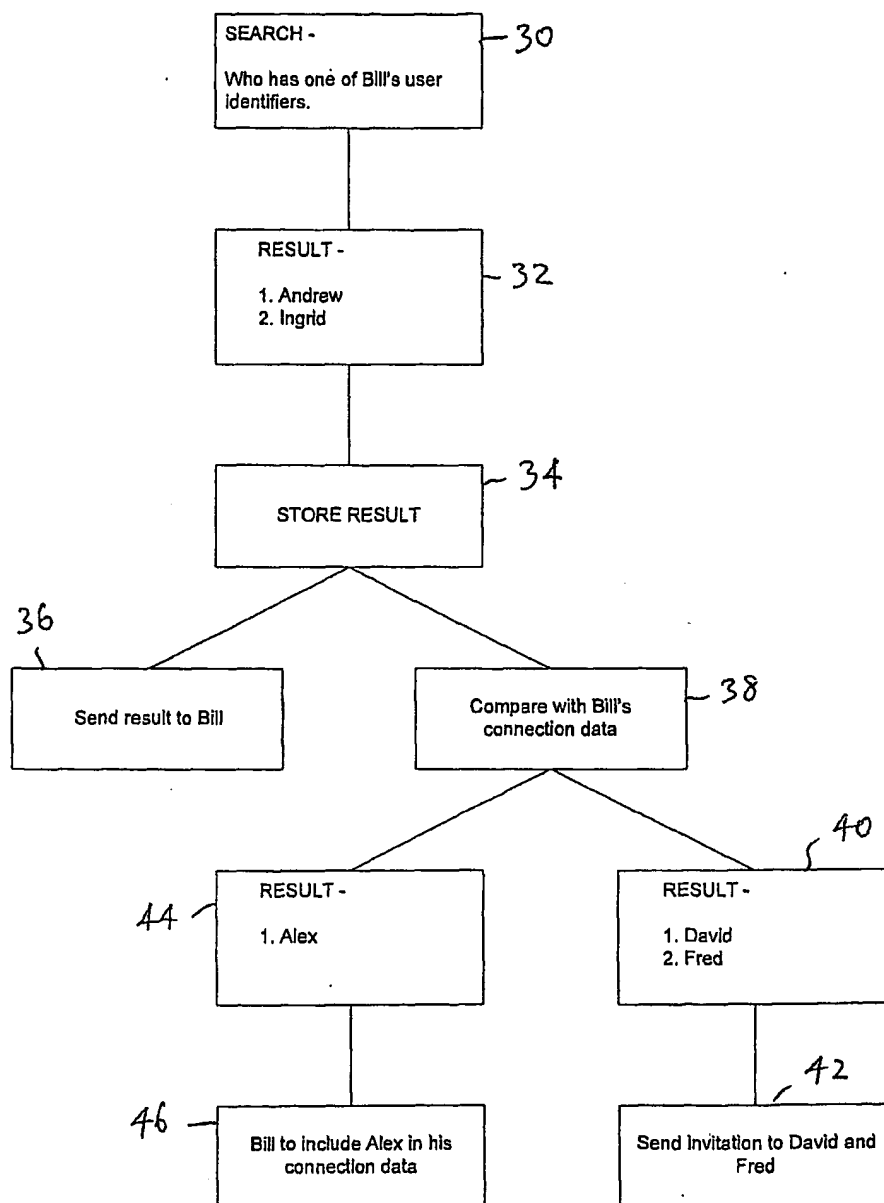 SEARCH -
30
Who has one of Bill's user
identifiers.
RESULT -
32
1. Andrew
2. Ingrid
34
STORE RESULT
36
Send result to Bill
Compare with Bill's
connection data
38
40
RESULT -
44
1. Alex
RESULT -
1. David
2. Fred
42
46
Bill to include Alex in his
connection data
Send invitation to David and
Fred